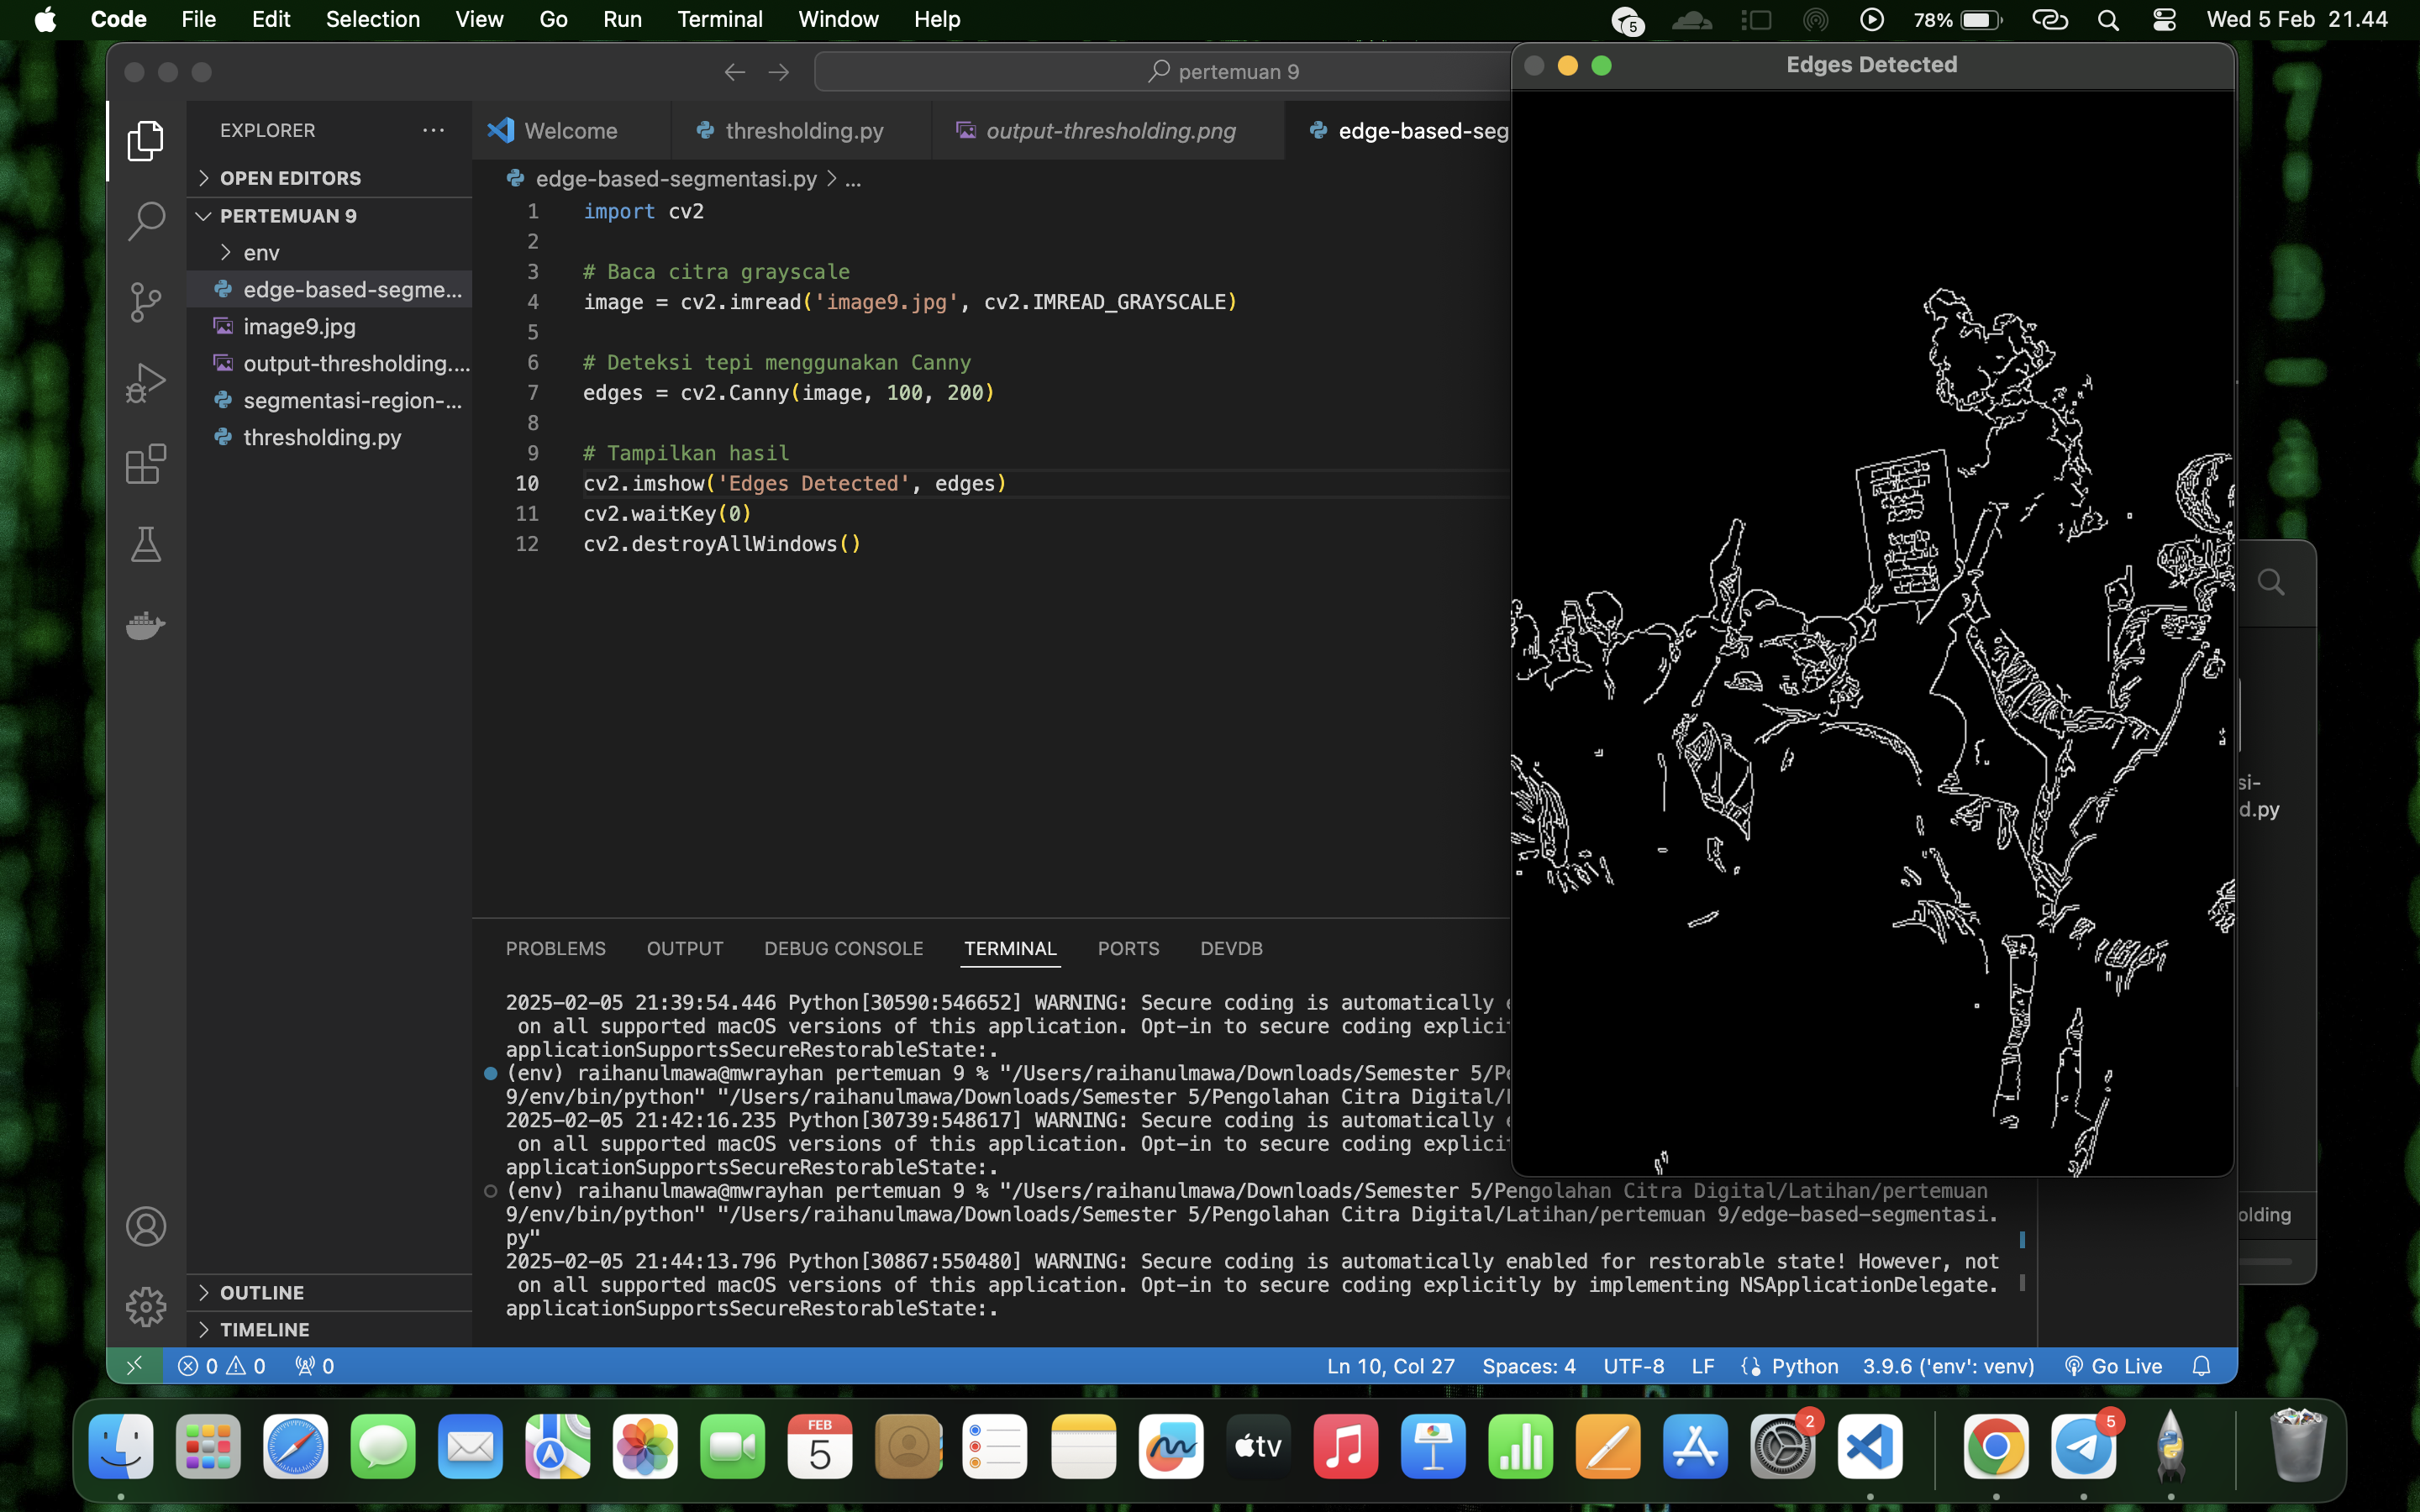 Code File Edit Selection View Go Run Terminal Window Help
5
78%
Wed 5 Feb 21.44
pertemuan 9
Edges Detected
EXPLORER
Welcome
thresholding.py
output-thresholding.png
edge-based-seg
OPEN EDITORS
PERTEMUAN 9
env
edge-based-segme...
image9.jpg
output-thresholding....
segmentasi-region-...
thresholding.py
edge-based-segmentasi.py > ...
1 import cv2
2
3 # Baca citra grayscale
4 image = cv2.imread('image9.jpg', cv2.IMREAD_GRAYSCALE)
5
6 # Deteksi tepi menggunakan Canny
7 edges = cv2.Canny(image, 100, 200)
8
9 # Tampilkan hasil
10 cv2.imshow('Edges Detected', edges)
11 cv2.waitKey(0)
12 cv2.destroyAllWindows()
si-
d.py
olding
PROBLEMS OUTPUT DEBUG CONSOLE TERMINAL PORTS DEVDB
2025-02-05 21:39:54.446 Python[30590:546652] WARNING: Secure coding is automatically
on all supported macOS versions of this application. Opt-in to secure coding explici
applicationSupportsSecureRestorableState:.
(env) raihanulmawa@mwrayhan pertemuan 9 % "/Users/raihanulmawa/Downloads/Semester 5/P
9/env/bin/python" "/Users/raihanulmawa/Downloads/Semester 5/Pengolahan Citra Digital/
2025-02-05 21:42:16.235 Python[30739:548617] WARNING: Secure coding is automatically
on all supported macOS versions of this application. Opt-in to secure coding explici
applicationSupportsSecureRestorableState:.
(env) raihanulmawa@mwrayhan pertemuan 9 % "/Users/raihanulmawa/Downloads/Semester 5/Pengolahan Citra Digital/Latihan/pertemuan
9/env/bin/python" "/Users/raihanulmawa/Downloads/Semester 5/Pengolahan Citra Digital/Latihan/pertemuan 9/edge-based-segmentasi.
py"
2025-02-05 21:44:13.796 Python[30867:550480] WARNING: Secure coding is automatically enabled for restorable state! However, not
on all supported macOS versions of this application. Opt-in to secure coding explicitly by implementing NSApplicationDelegate.
applicationSupportsSecureRestorableState:.
OUTLINE
TIMELINE
0 0 0
Ln 10, Col 27 Spaces: 4 UTF-8 LF Python 3.9.6 ('env': venv) Go Live
FEB
5
tv
2
5